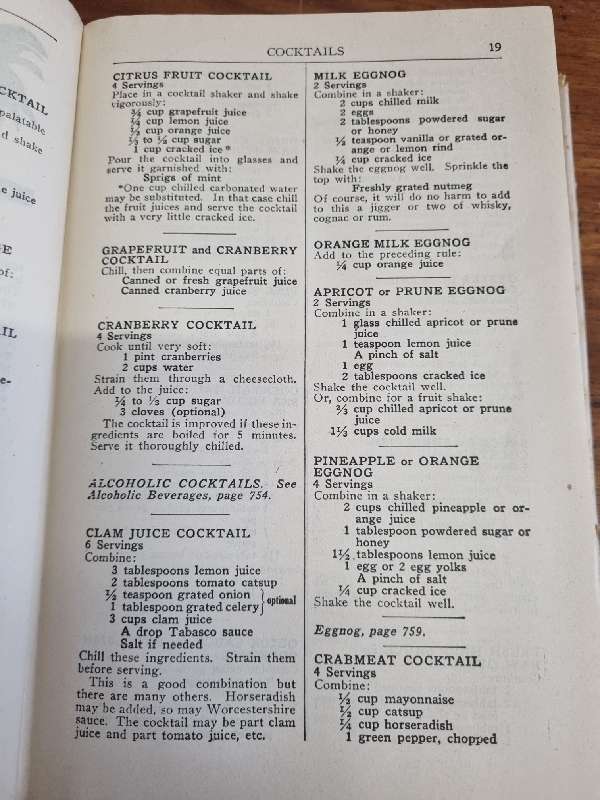 CKTAIL
palatable
d shake
e juice
E
of:
IL
e-
COCKTAILS 19
CITRUS FRUIT COCKTAIL
4 Servings
Place in a cocktail shaker and shake
vigorously:
¾ cup grapefruit juice
¼ cup lemon juice
½ cup orange juice
⅓ to ½ cup sugar
1 cup cracked ice*
Pour the cocktail into glasses and
serve it garnished with:
Sprigs of mint
*One cup chilled carbonated water
may be substituted. In that case chill
the fruit juices and serve the cocktail
with a very little cracked ice.
GRAPEFRUIT and CRANBERRY
COCKTAIL
Chill, then combine equal parts of:
Canned or fresh grapefruit juice
Canned cranberry juice
CRANBERRY COCKTAIL
4 Servings
Cook until very soft:
1 pint cranberries
2 cups water
Strain them through a cheesecloth.
Add to the juice:
¼ to ⅓ cup sugar
3 cloves (optional)
The cocktail is improved if these in-
gredients are boiled for 5 minutes.
Serve it thoroughly chilled.
ALCOHOLIC COCKTAILS. See
Alcoholic Beverages, page 754.
CLAM JUICE COCKTAIL
6 Servings
Combine:
3 tablespoons lemon juice
2 tablespoons tomato catsup
½ teaspoon grated onion
1 tablespoon grated celery } optional
3 cups clam juice
A drop Tabasco sauce
Salt if needed
Chill these ingredients. Strain them
before serving.
This is a good combination but
there are many others. Horseradish
may be added, so may Worcestershire
sauce. The cocktail may be part clam
juice and part tomato juice, etc.
MILK EGGNOG
2 Servings
Combine in a shaker:
2 cups chilled milk
2 eggs
2 tablespoons powdered sugar
or honey
½ teaspoon vanilla or grated or-
ange or lemon rind
¼ cup cracked ice
Shake the eggnog well. Sprinkle the
top with:
Freshly grated nutmeg
Of course, it will do no harm to add
to this a jigger or two of whisky,
cognac or rum.
ORANGE MILK EGGNOG
Add to the preceding rule:
¼ cup orange juice
APRICOT or PRUNE EGGNOG
2 Servings
Combine in a shaker:
1 glass chilled apricot or prune
juice
1 teaspoon lemon juice
A pinch of salt
1 egg
2 tablespoons cracked ice
Shake the cocktail well.
Or, combine for a fruit shake:
⅔ cup chilled apricot or prune
juice
1⅓ cups cold milk
PINEAPPLE or ORANGE
EGGNOG
4 Servings
Combine in a shaker:
2 cups chilled pineapple or or-
ange juice
1 tablespoon powdered sugar or
honey
1½ tablespoons lemon juice
1 egg or 2 egg yolks
A pinch of salt
¼ cup cracked ice
Shake the cocktail well.
Eggnog, page 759.
CRABMEAT COCKTAIL
4 Servings
Combine:
½ cup mayonnaise
½ cup catsup
¼ cup horseradish
1 green pepper, chopped